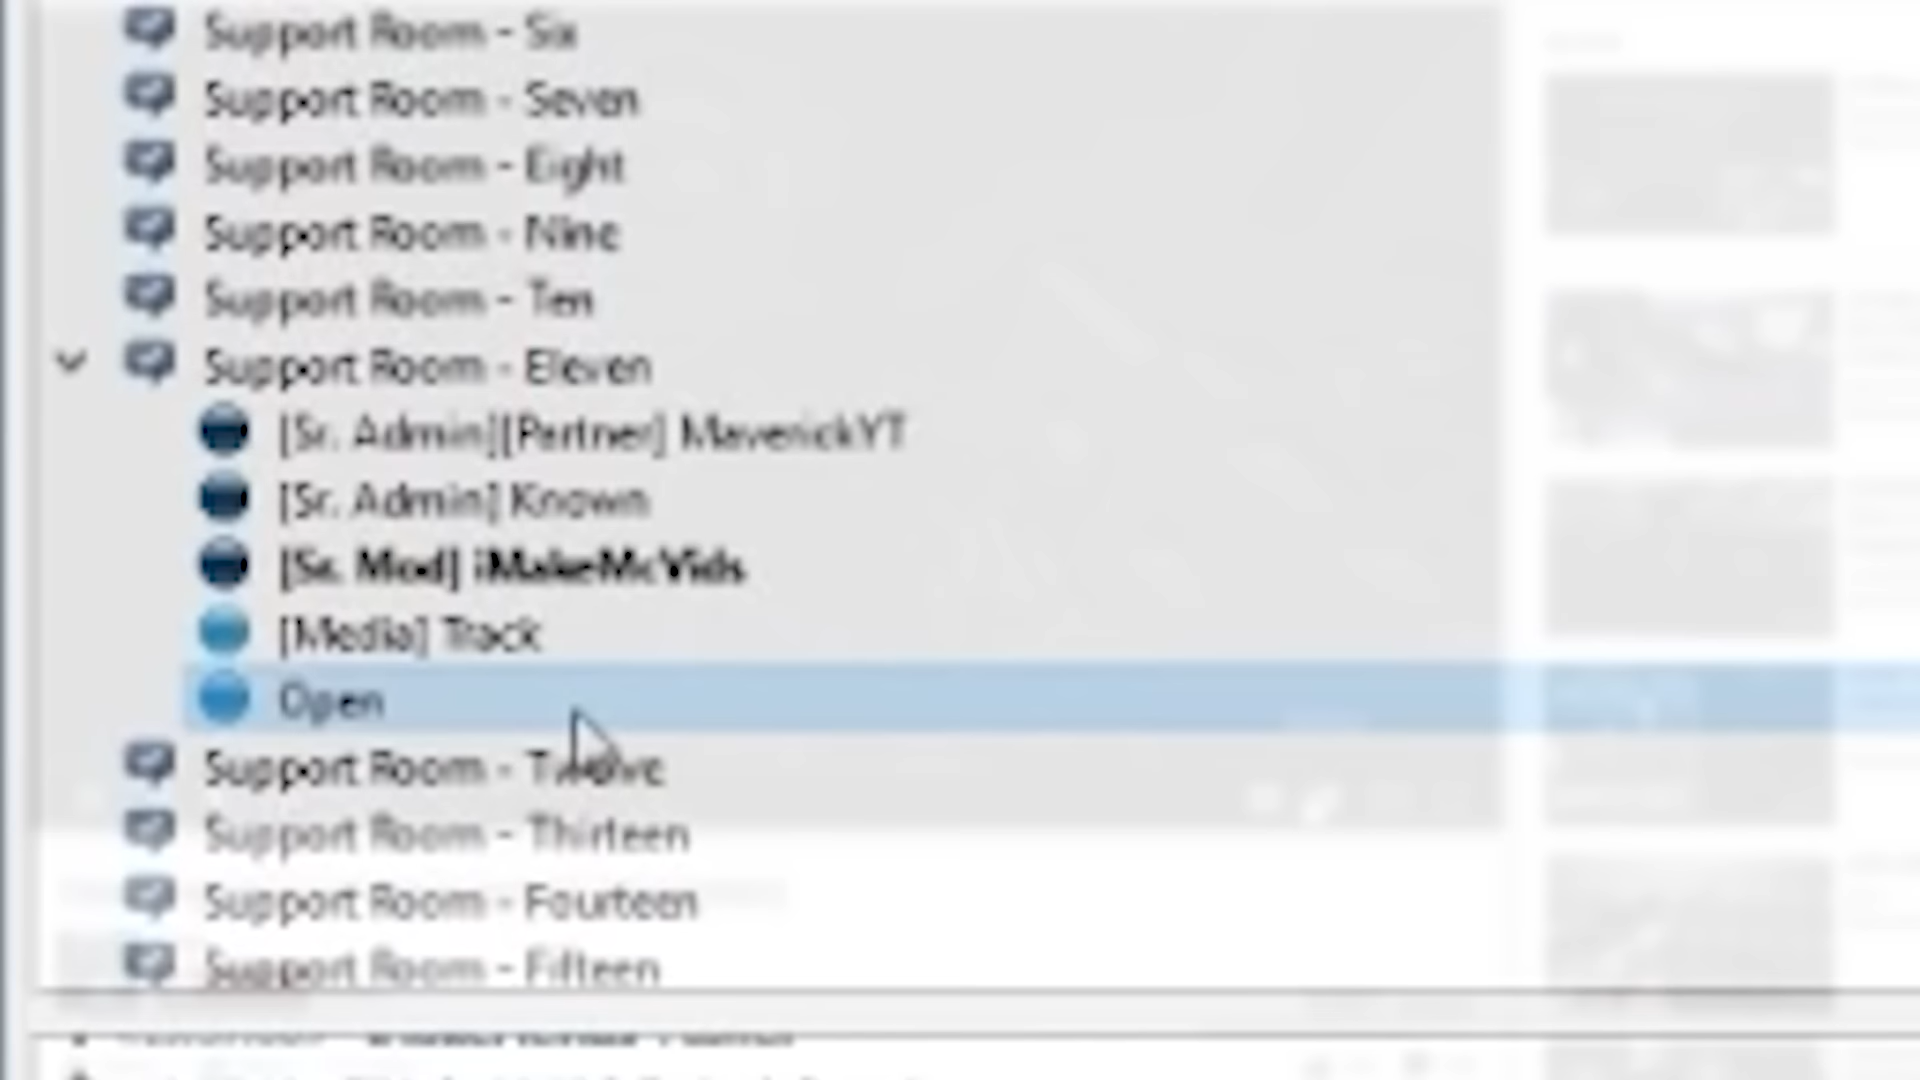 Support Room - Six
Support Room - Seven
Support Room - Eight
Support Room - Nine
Support Room - Ten
Support Room - Eleven
[Sr. Admin][Partner] MaverickYT
[Sr. Admin] Known
[Sr. Mod] iMakeMcVids
[Media] Track
Open
Support Room - Twelve
Support Room - Thirteen
Support Room - Fourteen
Support Room - Fifteen